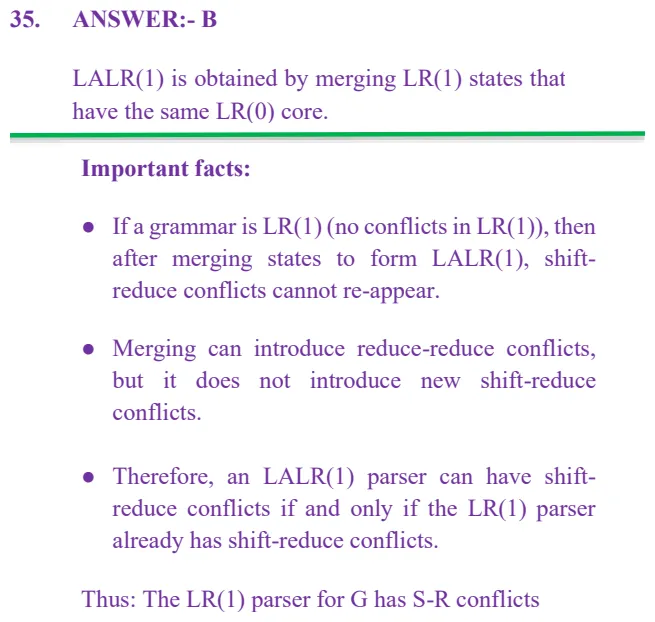 35. ANSWER:- B
LALR(1) is obtained by merging LR(1) states that
have the same LR(0) core.
Important facts:
● If a grammar is LR(1) (no conflicts in LR(1)), then
after merging states to form LALR(1), shift-
reduce conflicts cannot re-appear.
● Merging can introduce reduce-reduce conflicts,
but it does not introduce new shift-reduce
conflicts.
● Therefore, an LALR(1) parser can have shift-
reduce conflicts if and only if the LR(1) parser
already has shift-reduce conflicts.
Thus: The LR(1) parser for G has S-R conflicts